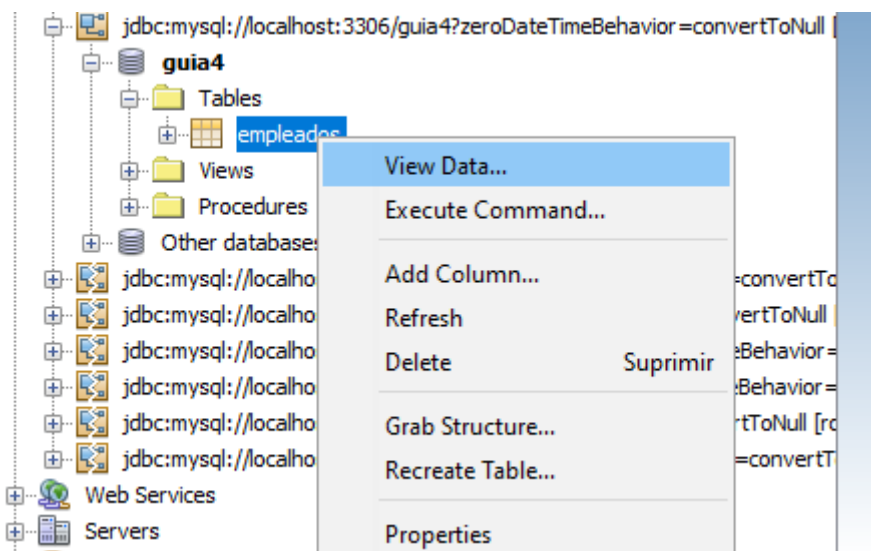 jdbc:mysql://localhost:3306/guia4?zeroDateTimeBehavior=convertToNull [
guia4
Tables
empleados
Views
Procedures
Other databases
View Data...
Execute Command...
Add Column...
Refresh
Delete Suprimir
Grab Structure...
Recreate Table...
Properties
jdbc:mysql://localho =convertTo
jdbc:mysql://localho vertToNull [
jdbc:mysql://localho eBehavior=
jdbc:mysql://localho Behavior=
jdbc:mysql://localho rtToNull [ro
jdbc:mysql://localho =convertT
Web Services
Servers